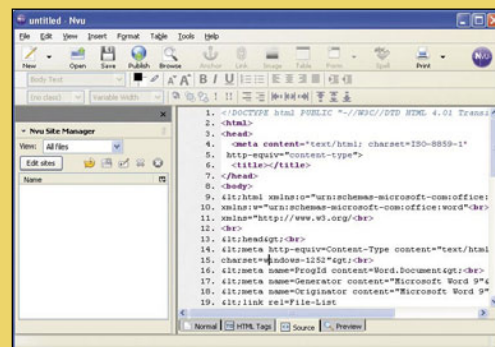 untitled - Nvu
File Edit View Insert Format Table Tools Help
New Open Save Publish Browse Anchor Link Image Table Form Spell Print Nvu
Body Text
(no class) Variable Width
Nvu Site Manager
View: All files
Edit sites
Name
1. <!DOCTYPE html PUBLIC "-//W3C//DTD HTML 4.01 Transi
2. <html>
3. <head>
4. <meta content="text/html; charset=ISO-8859-1"
5. http-equiv="content-type">
6. <title></title>
7. </head>
8. <body>
9. &lt;html xmlns:o="urn:schemas-microsoft-com:office:
10. xmlns:w="urn:schemas-microsoft-com:office:word"<br>
11. xmlns="http://www.w3.org/<br>
12. <br>
13. &lt;head&gt;<br>
14. &lt;meta http-equiv=Content-Type content="text/html
15. charset=windows-1252"&gt;<br>
16. &lt;meta name=ProgId content=Word.Document&gt;<br>
17. &lt;meta name=Generator content="Microsoft Word 9"&
18. &lt;meta name=Originator content="Microsoft Word 9"
19. &lt;link rel=File-List
Normal HTML Tags Source Preview